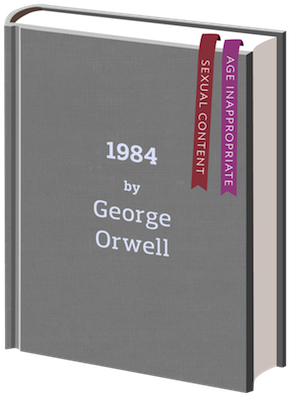 1984
by
George
Orwell
SEXUAL CONTENT
AGE INAPPROPRIATE